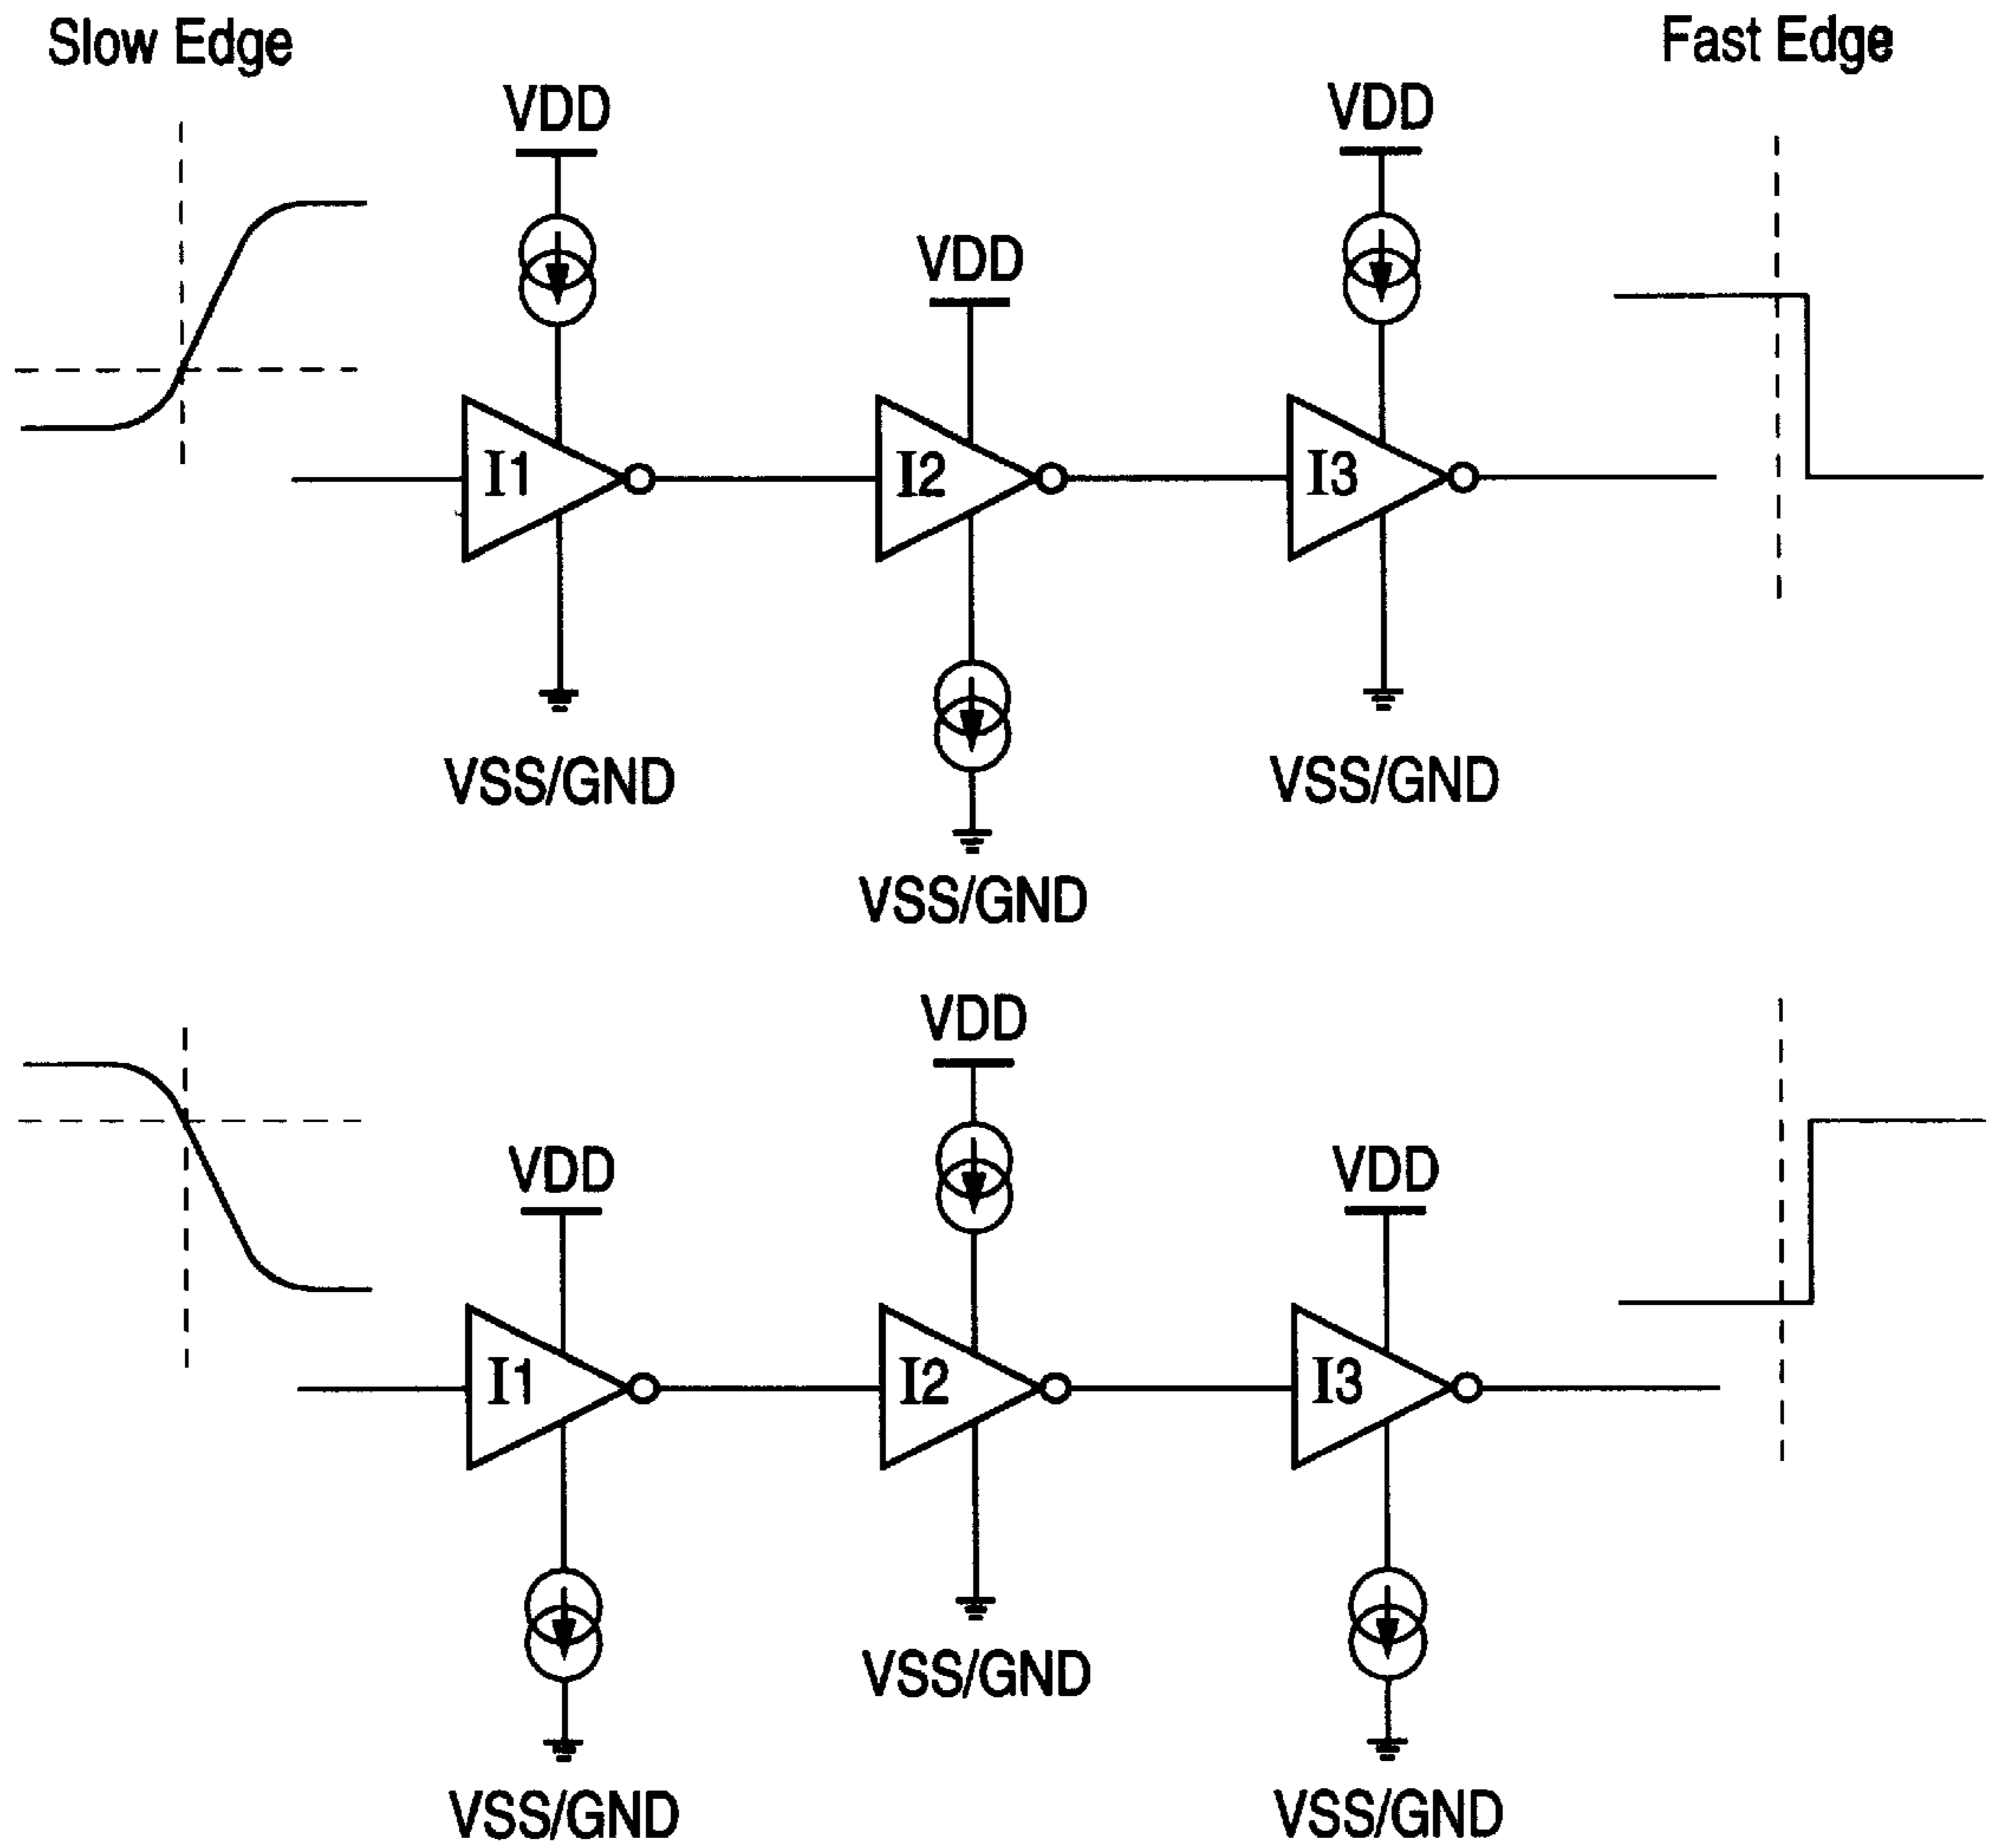 Slow Edge
Fast Edge
VDD
VDD
VDD
I1
I2
I3
VSS/GND
VSS/GND
VSS/GND
VDD
VDD
VDD
I1
I2
I3
VSS/GND
VSS/GND
VSS/GND